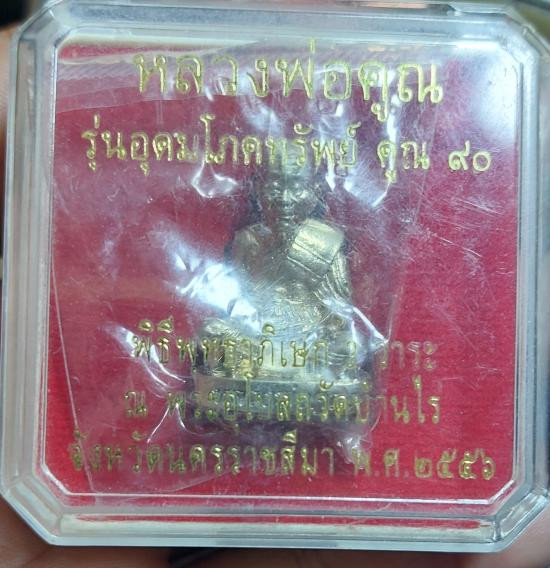 หลวงพ่อคูณ
รุ่นอุดมโภคทรัพย์ คูณ ๙๐
พิธีพุทธาภิเษก วาระ
ณ พระอุโบสถวัดบ้านไร่
จังหวัดนครราชสีมา พ.ศ.๒๕๕๖